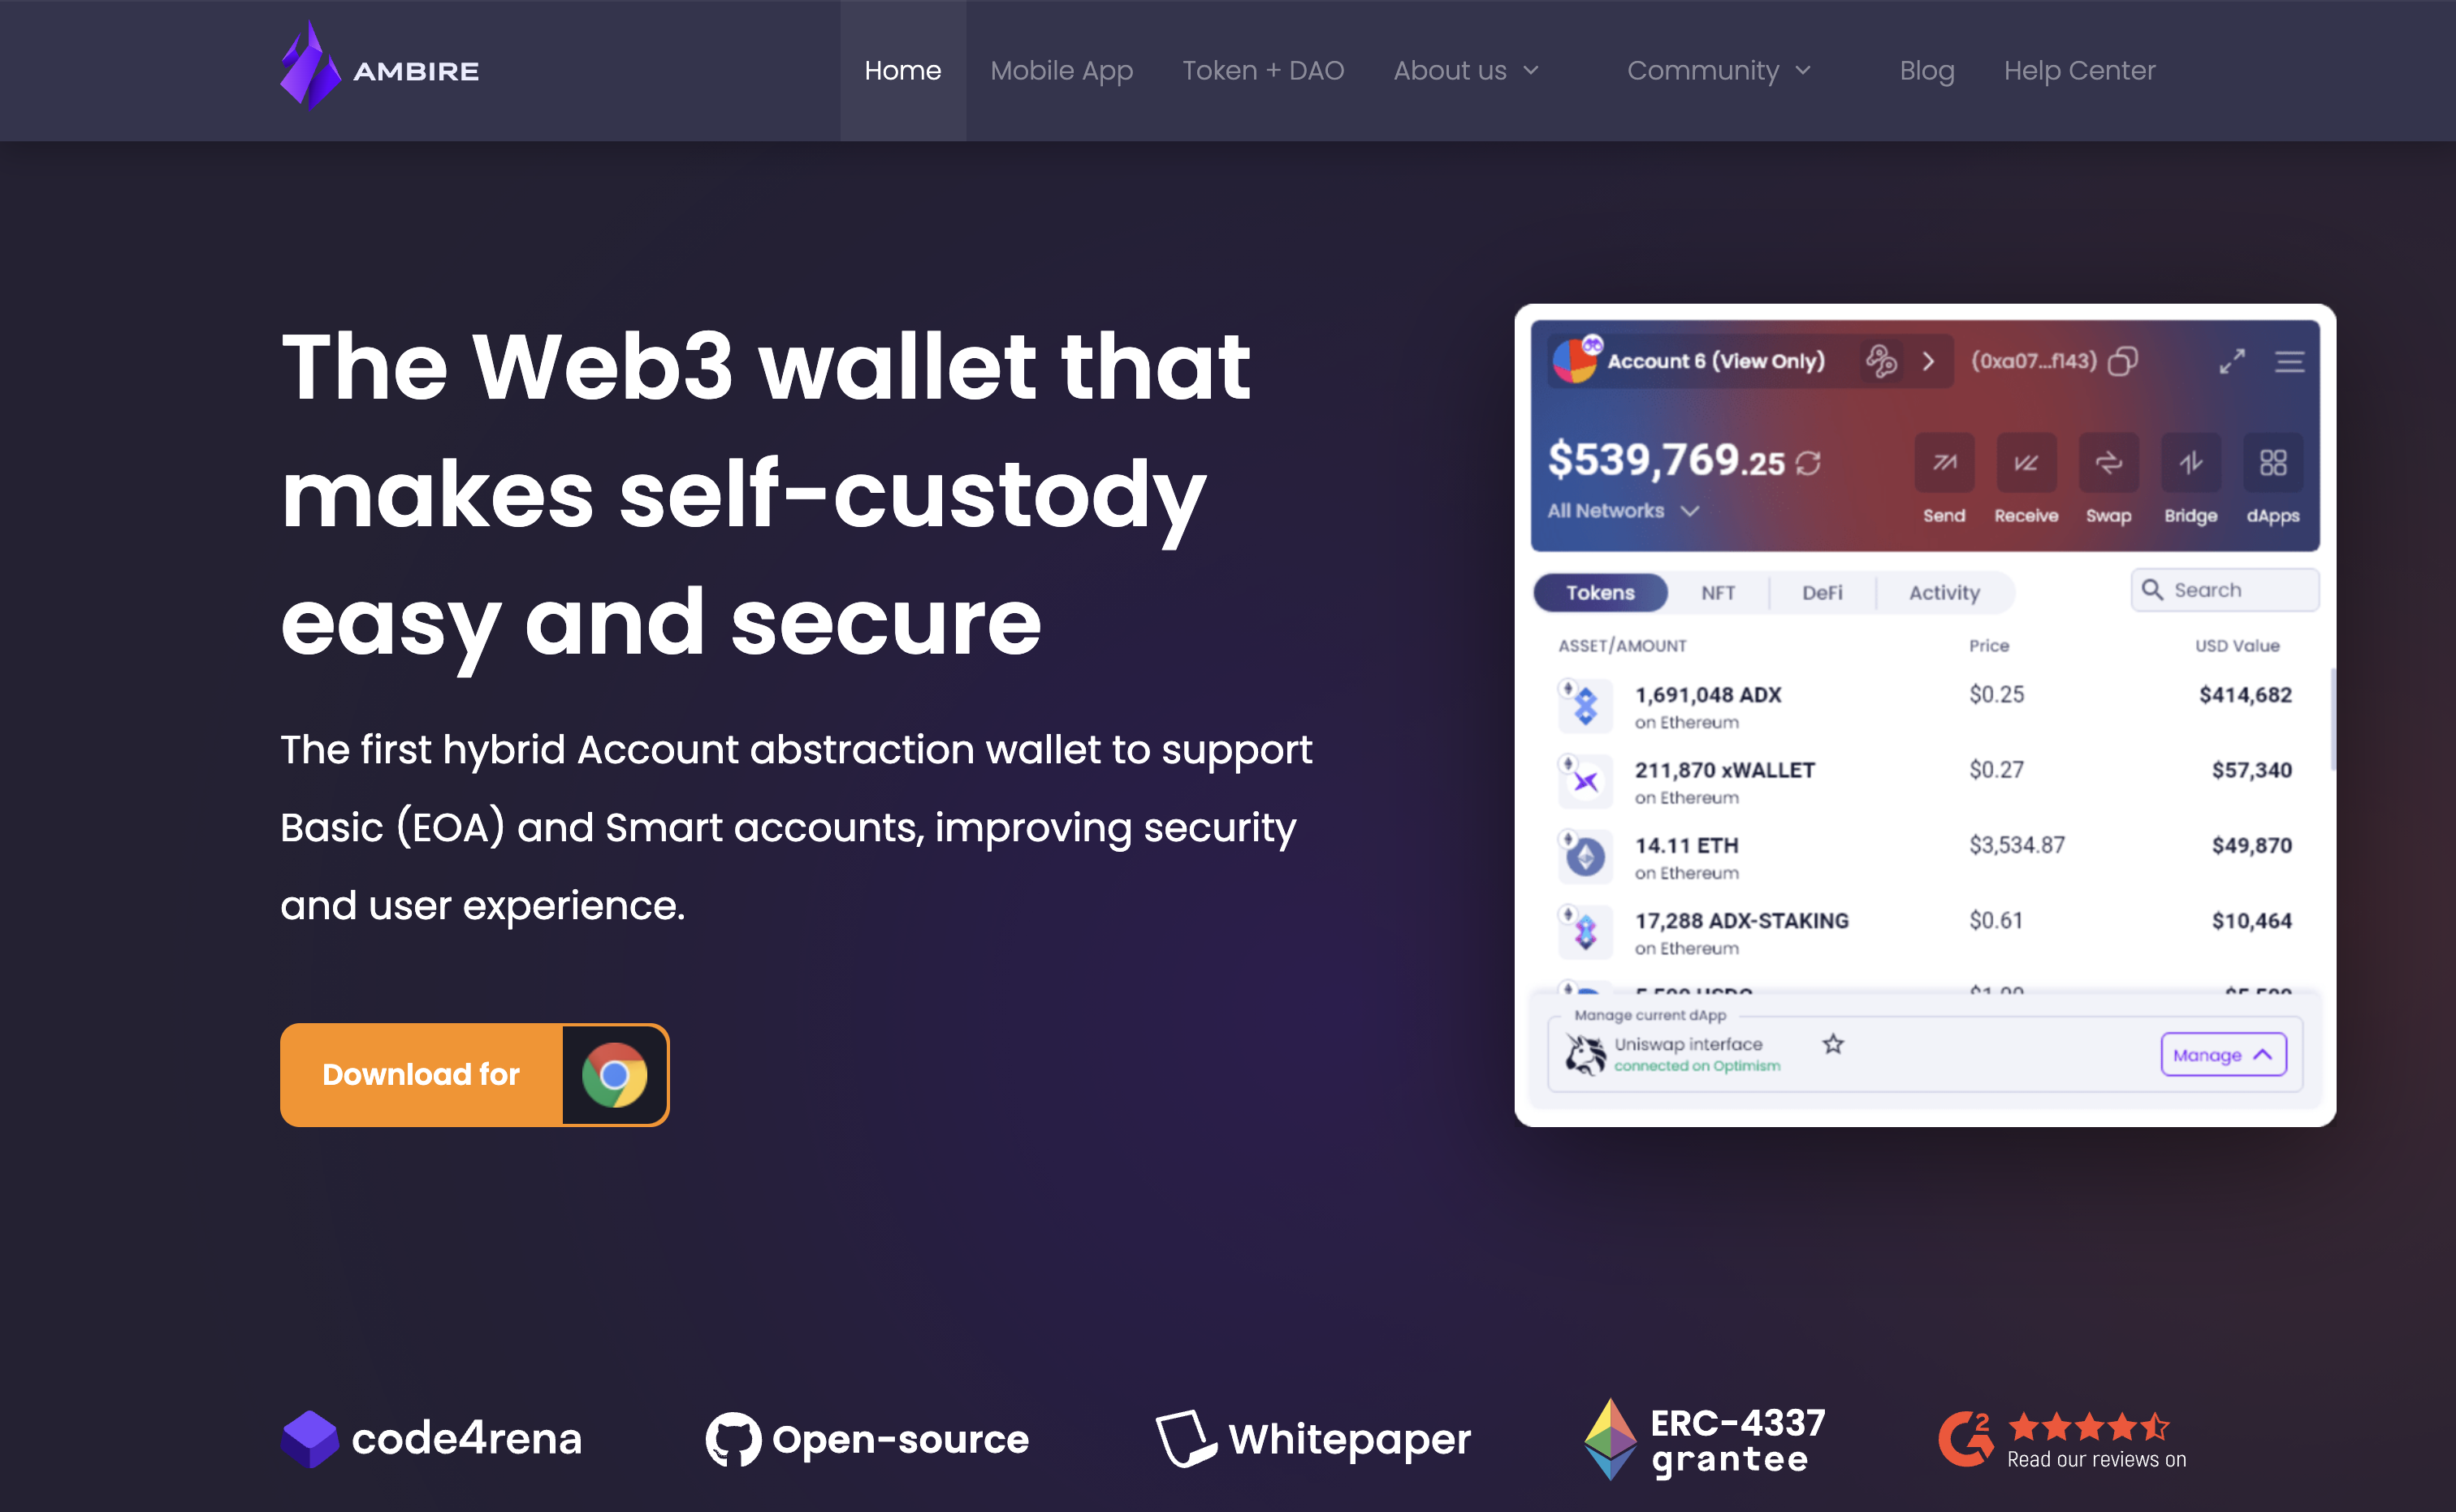 AMBIRE
Home
Mobile App
Token + DAO
About us
Community
Blog
Help Center
The Web3 wallet that
makes self-custody
easy and secure
The first hybrid Account abstraction wallet to support
Basic (EOA) and Smart accounts, improving security
and user experience.
Download for
Account 6 (View Only)
(0xa07...f143)
$539,769.25
All Networks
Send
Receive
Swap
Bridge
dApps
Tokens
NFT
DeFi
Activity
Search
ASSET/AMOUNT
Price
USD Value
1,691,048 ADX
$0.25
$414,682
on Ethereum
211,870 xWALLET
$0.27
$57,340
on Ethereum
14.11 ETH
$3,534.87
$49,870
on Ethereum
17,288 ADX-STAKING
$0.61
$10,464
on Ethereum
Manage current dApp
Uniswap interface
connected on Optimism
Manage
code4rena
Open-source
Whitepaper
ERC-4337
grantee
G2
Read our reviews on